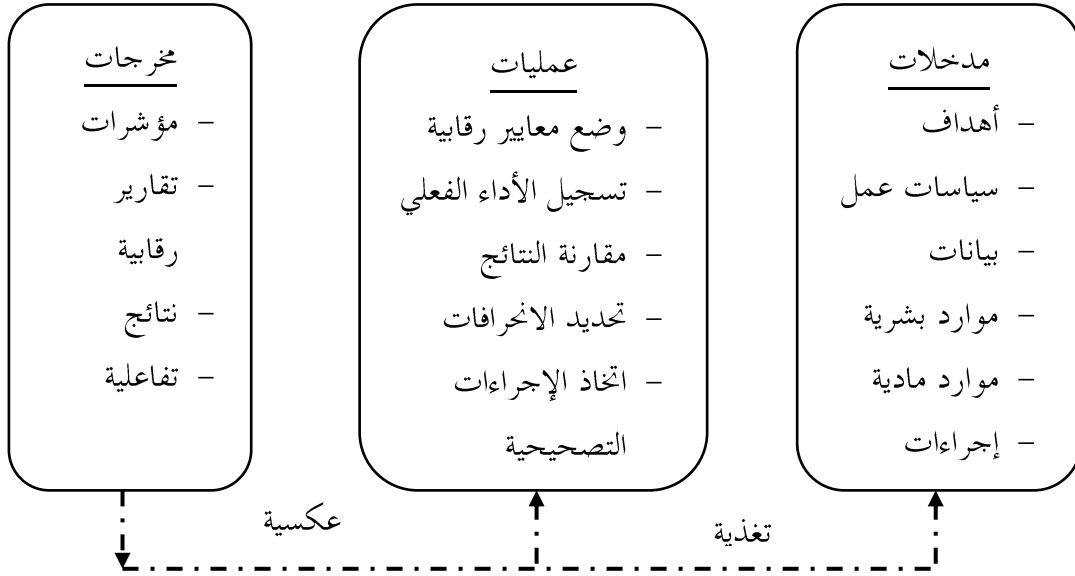 مدخلات
– أهداف
– سياسات عمل
– بيانات
– موارد بشرية
– موارد مادية
– إجراءات
عمليات
– وضع معايير رقابية
– تسجيل الأداء الفعلي
– مقارنة النتائج
– تحديد الانحرافات
– اتخاذ الإجراءات
التصحيحية
مخرجات
– مؤشرات
– تقارير
رقابية
– نتائج
– تفاعلية
تغذية
عكسية